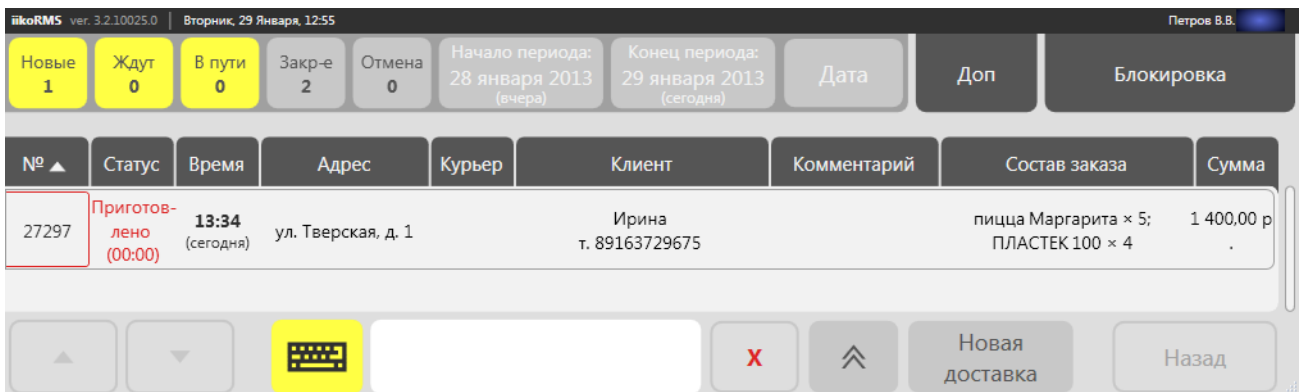 iikoRMS ver. 3.2.10025.0 | Вторник, 29 Января, 12:55 Петров В.В.
Новые Ждут В пути Закр-е Отмена Начало периода: Конец периода: Дата Доп Блокировка
1 0 0 2 0 28 января 2013 29 января 2013
(вчера) (сегодня)
№ ▲ Статус Время Адрес Курьер Клиент Комментарий Состав заказа Сумма
27297 Приготов-
лено
(00:00) 13:34
(сегодня) ул. Тверская, д. 1 Ирина
т. 89163729675 пицца Маргарита × 5;
ПЛАСТЕК 100 × 4 1 400,00 р
.
X Новая
доставка Назад